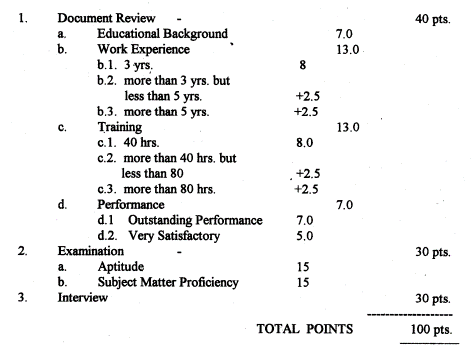 1. Document Review - 40 pts.
a. Educational Background 7.0
b. Work Experience 13.0
b.1. 3 yrs. 8
b.2. more than 3 yrs. but
less than 5 yrs. +2.5
b.3. more than 5 yrs. +2.5
c. Training 13.0
c.1. 40 hrs. 8.0
c.2. more than 40 hrs. but
less than 80 +2.5
c.3. more than 80 hrs. +2.5
d. Performance 7.0
d.1 Outstanding Performance 7.0
d.2. Very Satisfactory 5.0
2. Examination - 30 pts.
a. Aptitude 15
b. Subject Matter Proficiency 15
3. Interview 30 pts.
TOTAL POINTS 100 pts.